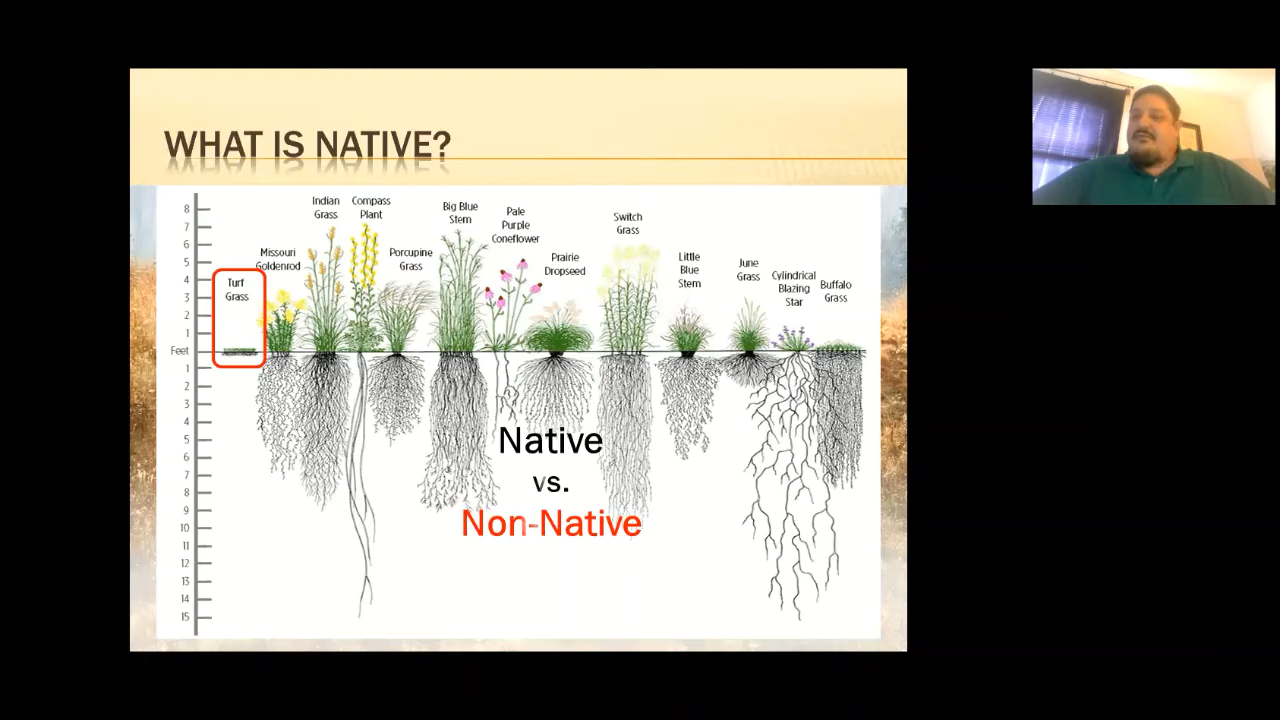 WHAT IS NATIVE?
Indian
Grass
Compass
Plant
Big Blue
Stem
Pale
Purple
Coneflower
Switch
Grass
Missouri
Goldenrod
Porcupine
Grass
Prairie
Dropseed
Little
Blue
Stem
June
Grass
Cylindrical
Blazing
Star
Buffalo
Grass
Turf
Grass
8
7
6
5
4
3
2
1
Feet
1
2
3
4
5
6
7
8
9
10
11
12
13
14
15
Native
vs.
Non-Native